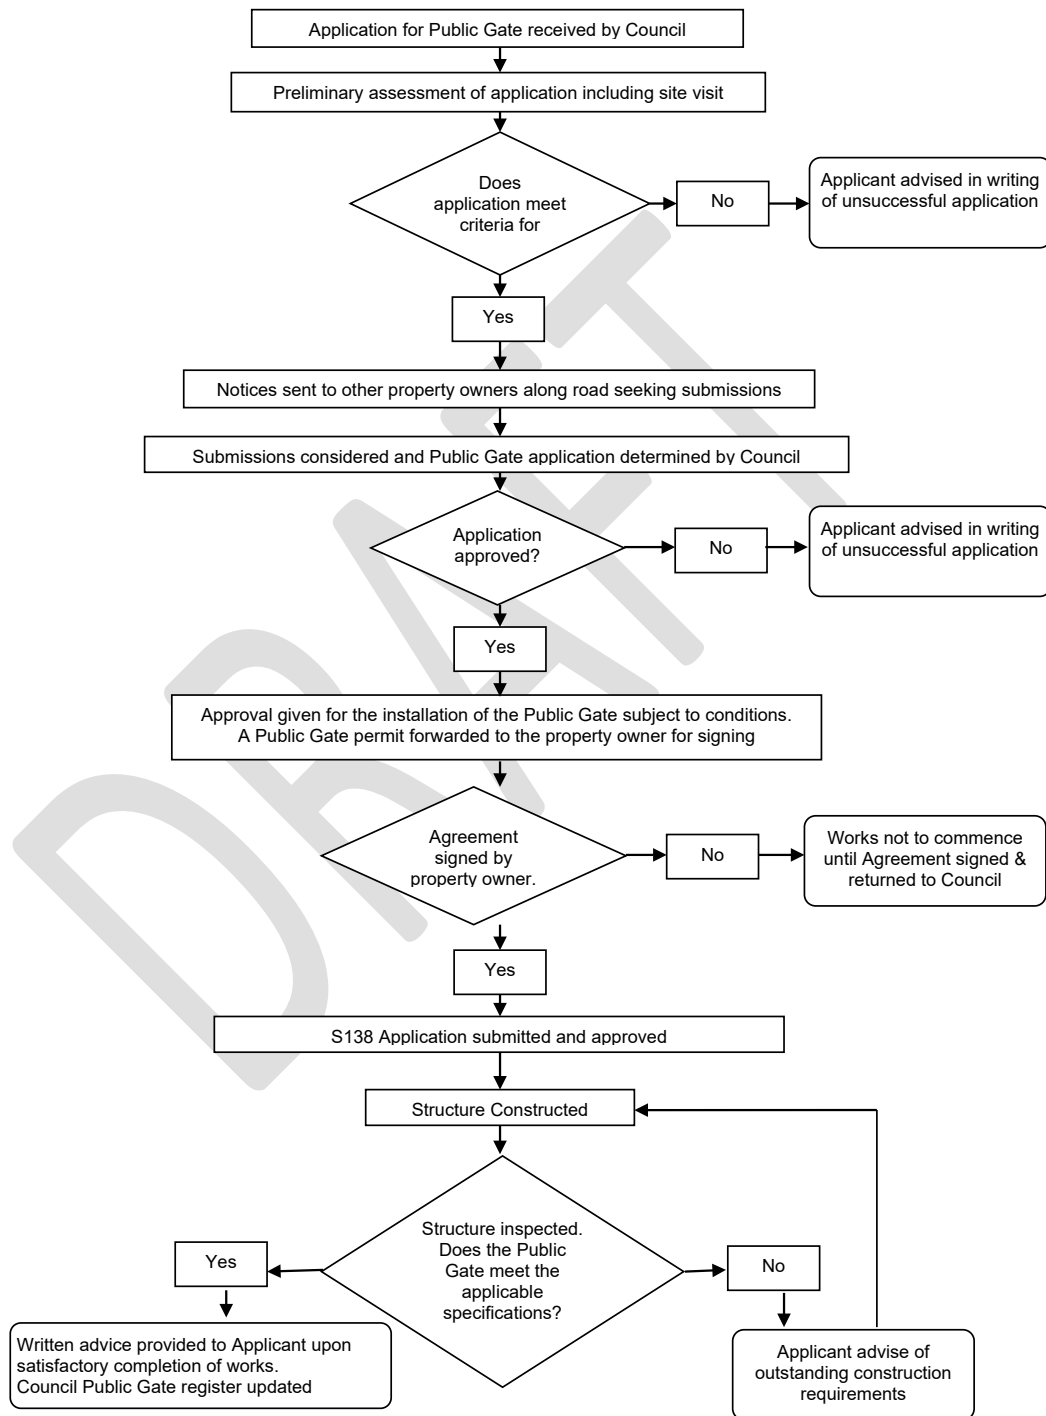 Application for Public Gate received by Council
Preliminary assessment of application including site visit
Does
application meet
criteria for
No
Applicant advised in writing
of unsuccessful application
Yes
Notices sent to other property owners along road seeking submissions
Submissions considered and Public Gate application determined by Council
Application
approved?
No
Applicant advised in writing
of unsuccessful application
Yes
Approval given for the installation of the Public Gate subject to conditions.
A Public Gate permit forwarded to the property owner for signing
Agreement
signed by
property owner.
No
Works not to commence
until Agreement signed &
returned to Council
Yes
S138 Application submitted and approved
Structure Constructed
Structure inspected.
Does the Public
Gate meet the
applicable
specifications?
Yes
No
Written advice provided to Applicant upon
satisfactory completion of works.
Council Public Gate register updated
Applicant advise of
outstanding construction
requirements
DRAFT